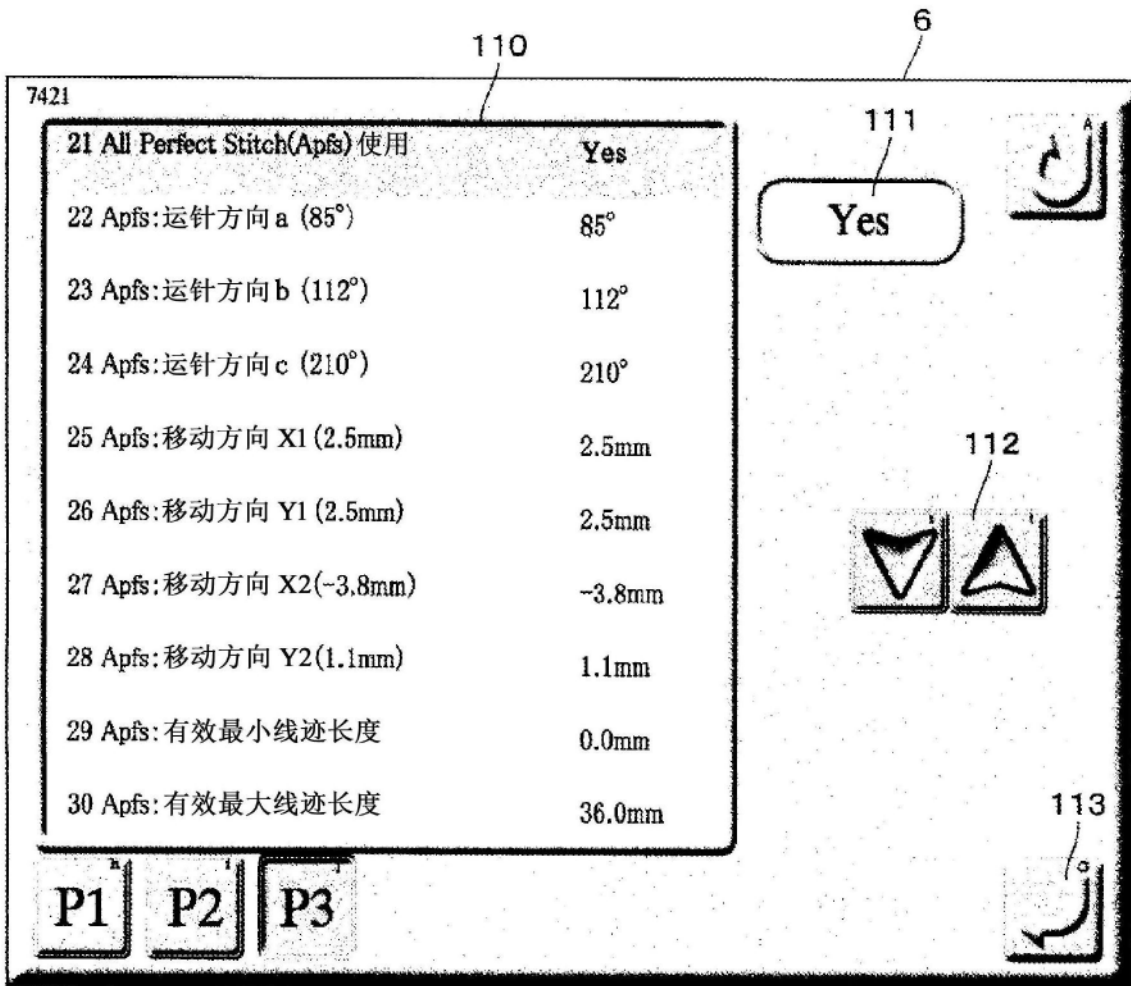 110
6
7421
111
21 All Perfect Stitch(Apfs)使用 Yes
Yes
22 Apfs:运针方向a (85°) 85°
23 Apfs:运针方向b (112°) 112°
24 Apfs:运针方向c (210°) 210°
25 Apfs:移动方向 X1(2.5mm) 2.5mm
112
26 Apfs:移动方向 Y1(2.5mm) 2.5mm
27 Apfs:移动方向 X2(-3.8mm) -3.8mm
28 Apfs:移动方向 Y2(1.1mm) 1.1mm
29 Apfs:有效最小线迹长度 0.0mm
30 Apfs:有效最大线迹长度 36.0mm
113
P1 P2 P3